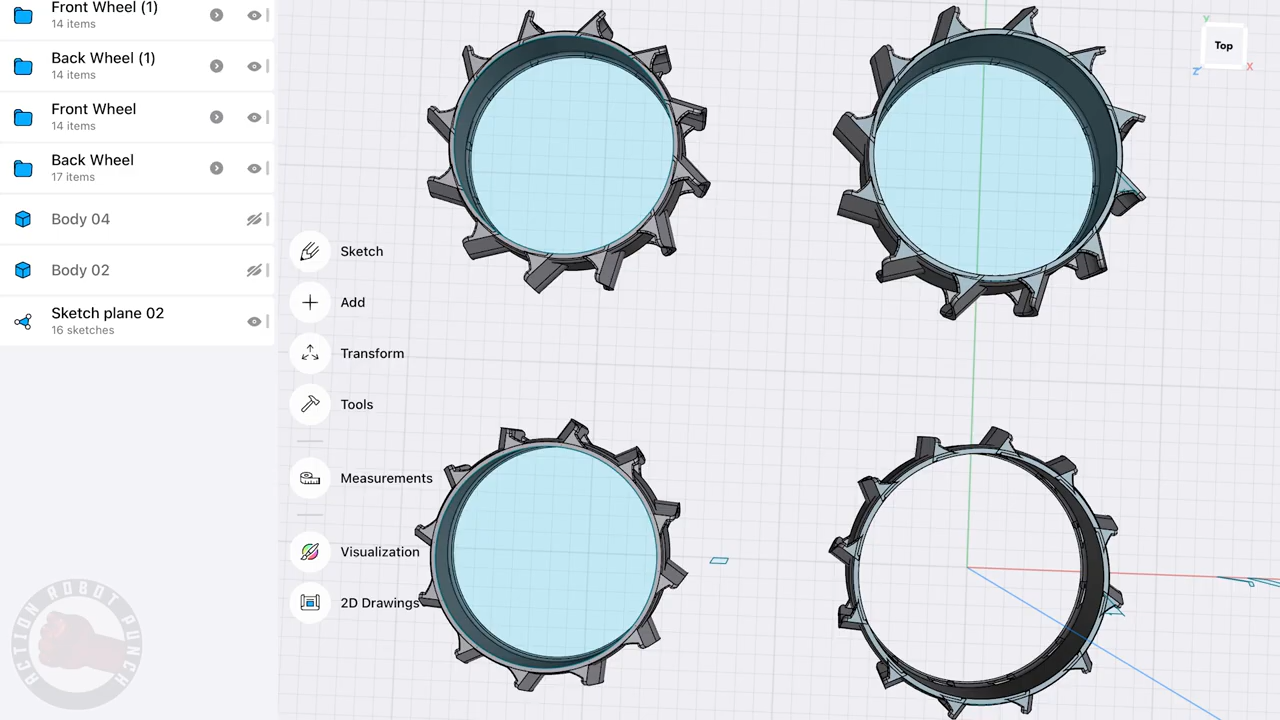 Front Wheel (1)
14 items
Back Wheel (1)
14 items
Front Wheel
14 items
Back Wheel
17 items
Body 04
Body 02
Sketch plane 02
16 sketches
Sketch
Add
Transform
Tools
Measurements
Visualization
2D Drawings
Y
Top
Z
X
ACTION ROBOT PUNCH